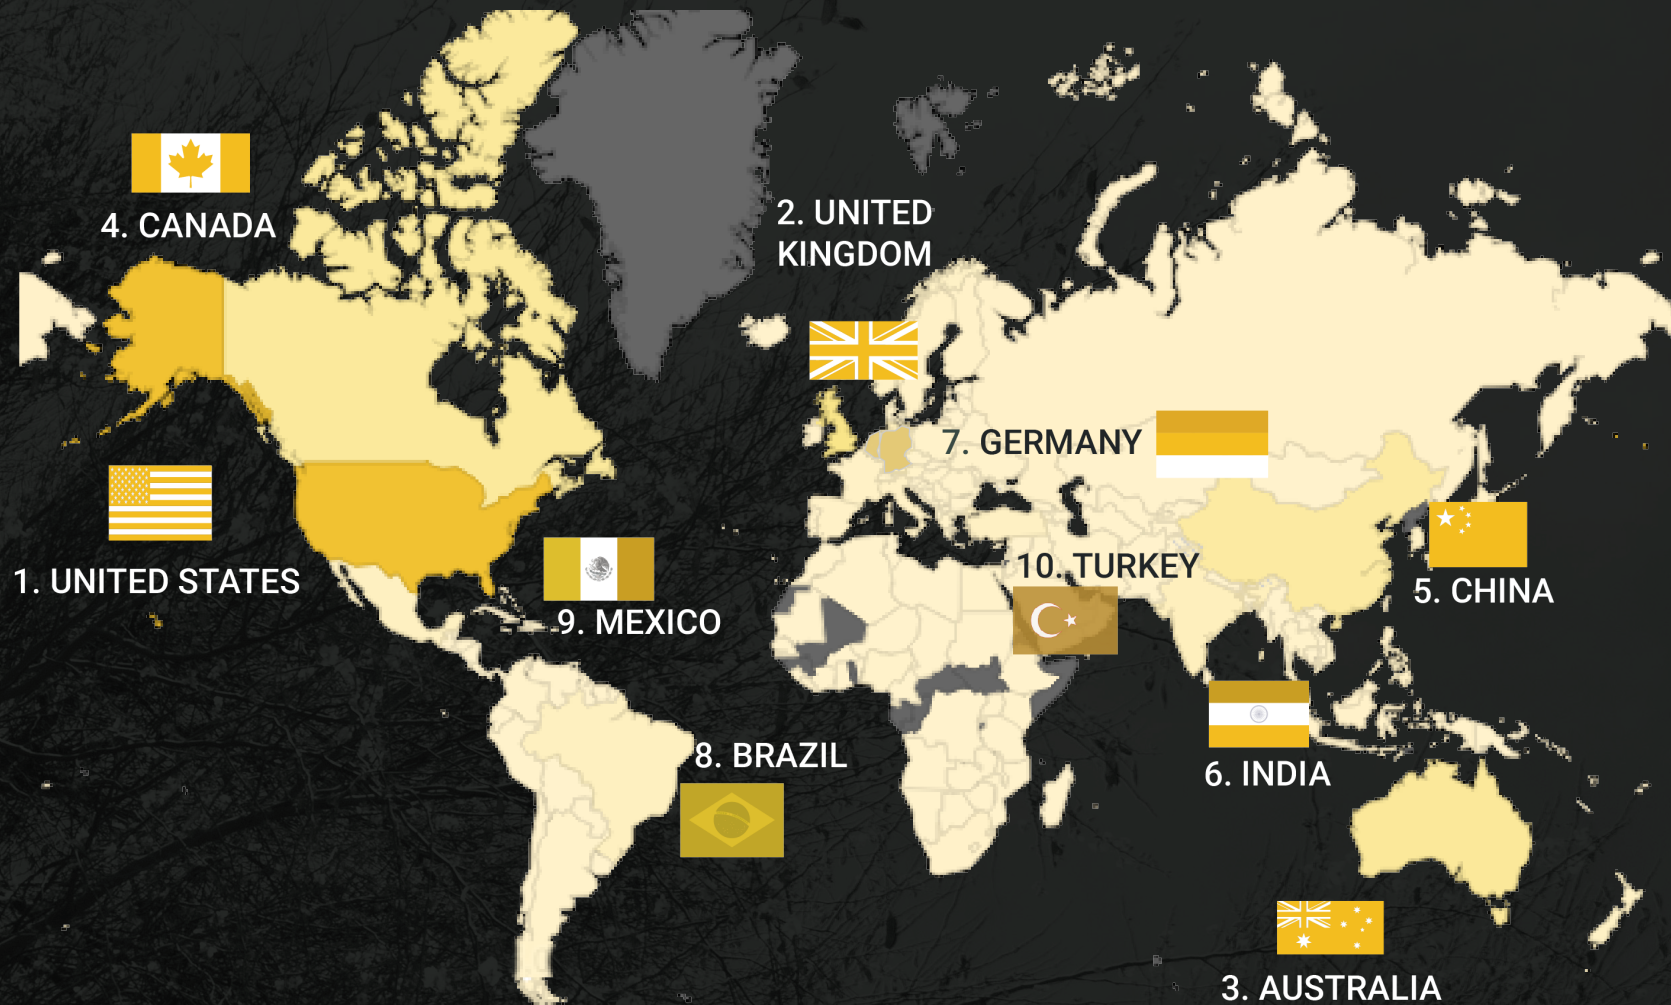 4. CANADA
2. UNITED
KINGDOM
7. GERMANY
1. UNITED STATES
9. MEXICO
10. TURKEY
5. CHINA
8. BRAZIL
6. INDIA
3. AUSTRALIA